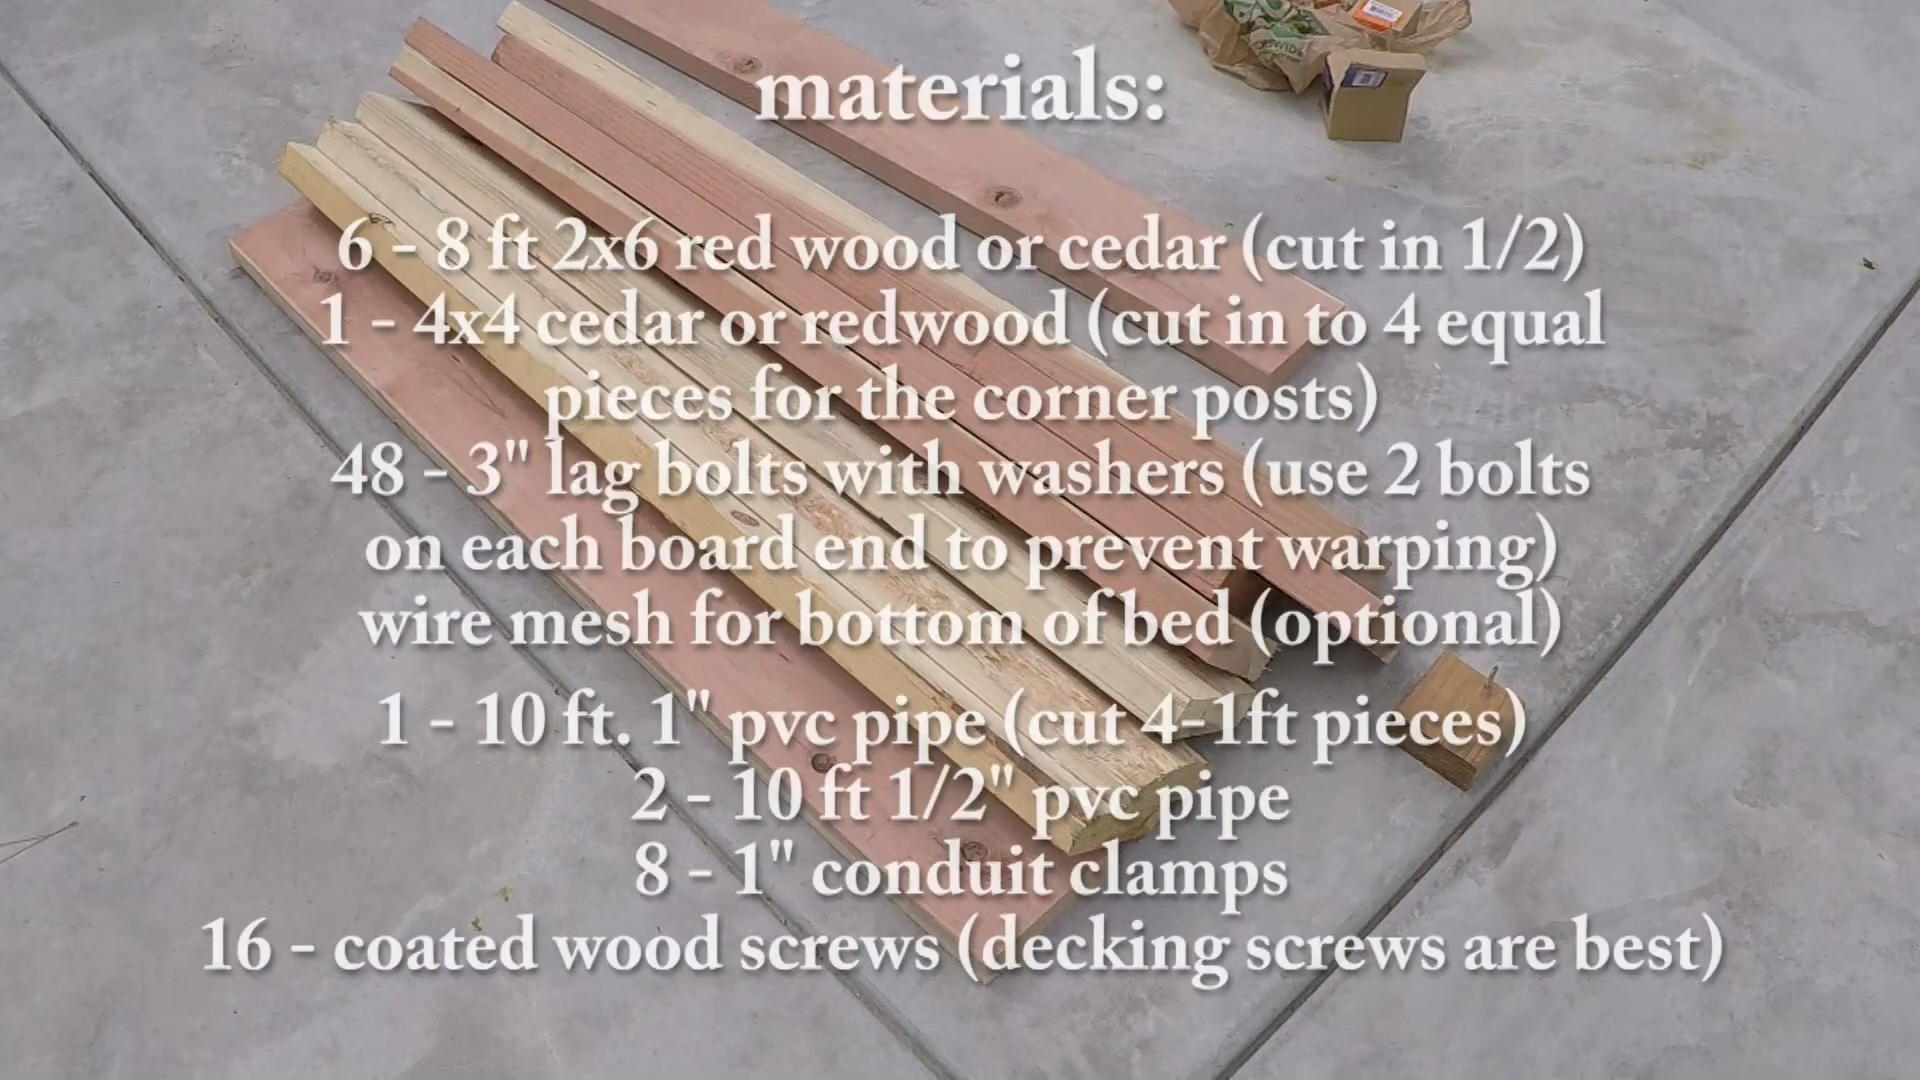 materials:
6 - 8 ft 2x6 red wood or cedar (cut in 1/2)
1 - 4x4 cedar or redwood (cut in to 4 equal
pieces for the corner posts)
48 - 3" lag bolts with washers (use 2 bolts
on each board end to prevent warping)
wire mesh for bottom of bed (optional)
1 - 10 ft. 1" pvc pipe (cut 4-1ft pieces)
2 - 10 ft 1/2" pvc pipe
8 - 1" conduit clamps
16 - coated wood screws (decking screws are best)